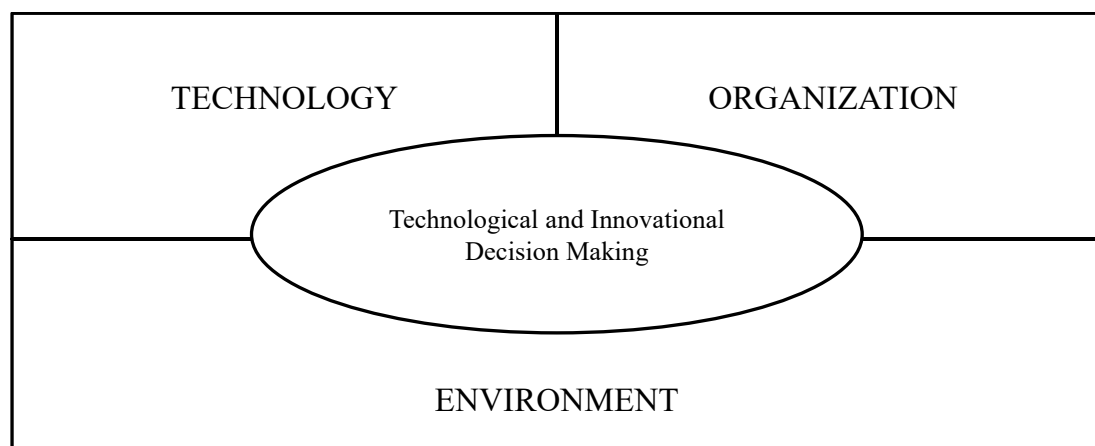 TECHNOLOGY
ORGANIZATION
Technological and Innovational
Decision Making
ENVIRONMENT